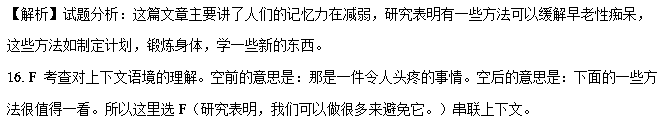 【解析】试题分析：这篇文章主要讲了人们的记忆力在减弱，研究表明有一些方法可以缓解早老性痴呆，
这些方法如制定计划，锻炼身体，学一些新的东西。
16. F 考查对上下文语境的理解。空前的意思是：那是一件令人头疼的事情。空后的意思是：下面的一些方
法很值得一看。所以这里选 F（研究表明，我们可以做很多来避免它。）串联上下文。